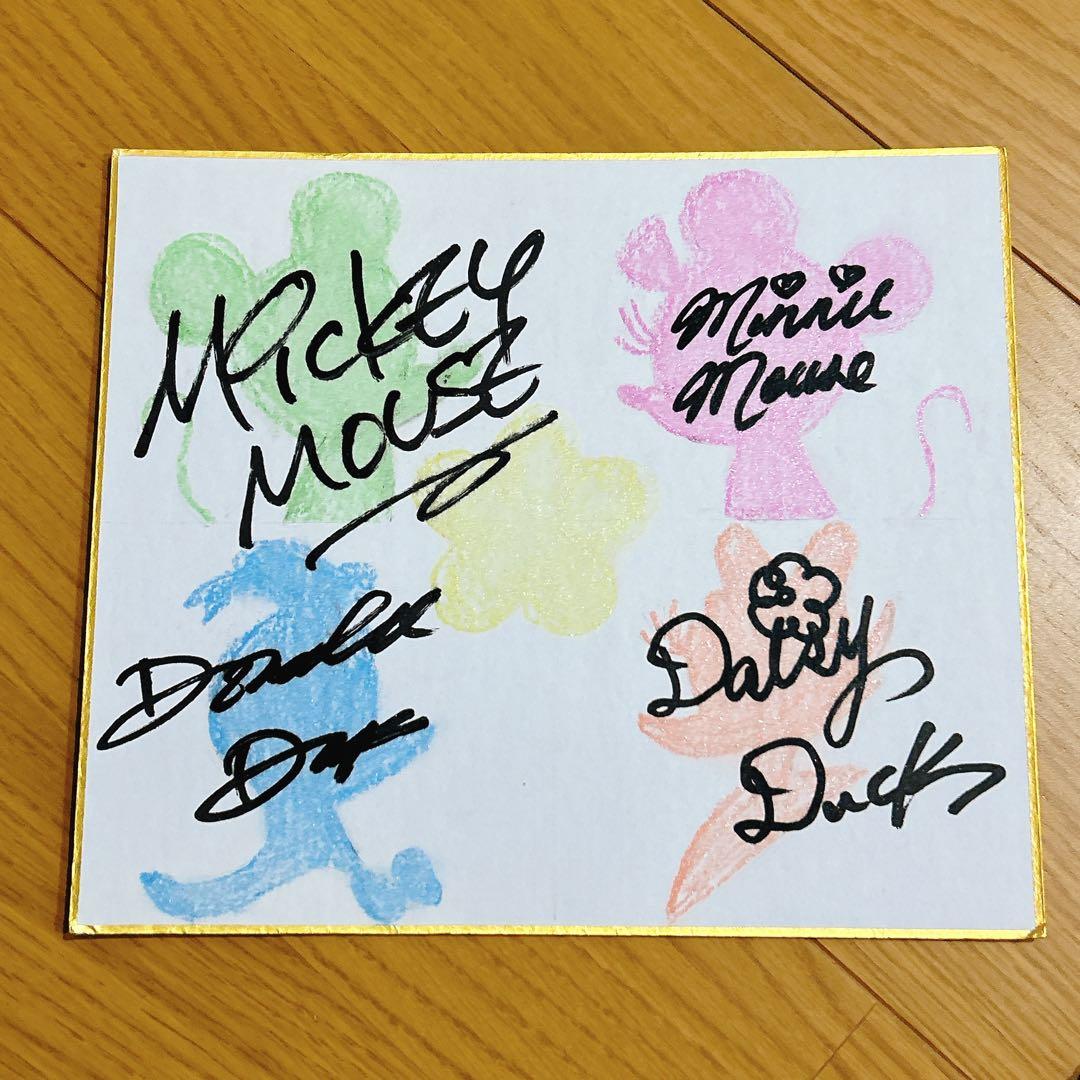 Mickey
Mouse
Minnie
Mouse
Donald
Duck
Daisy
Duck